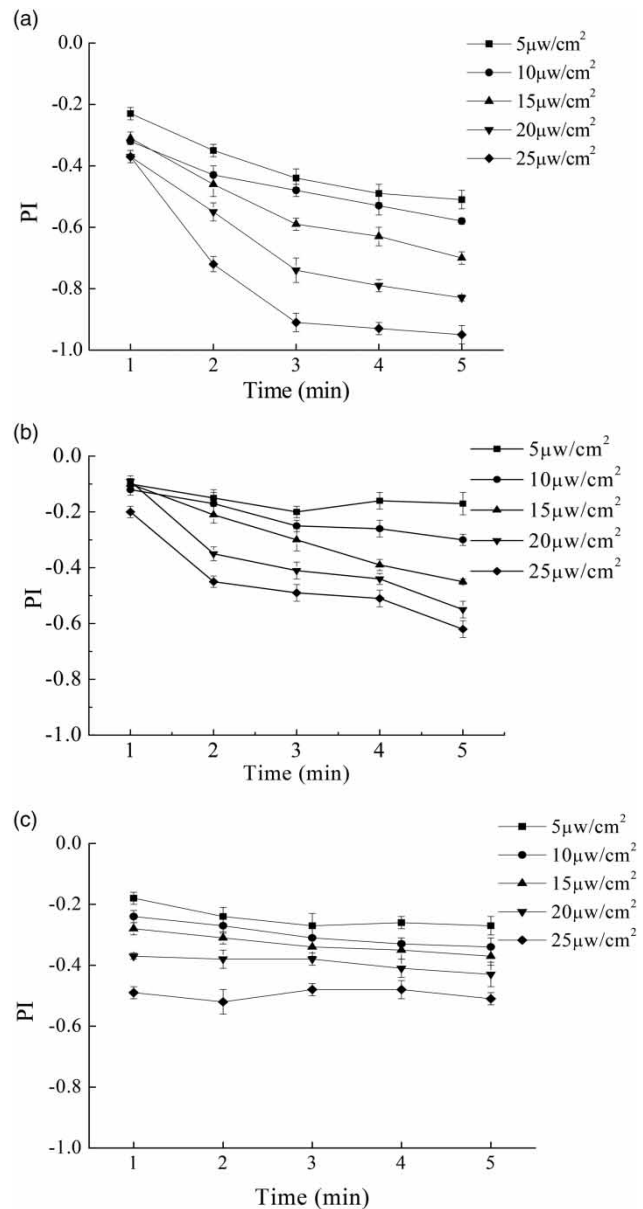 (a)
0.0
-0.2
-0.4
-0.6
-0.8
-1.0
PI
1 2 3 4 5
Time (min)
5μw/cm²
10μw/cm²
15μw/cm²
20μw/cm²
25μw/cm²
(b)
0.0
-0.2
-0.4
-0.6
-0.8
-1.0
PI
1 2 3 4 5
Time (min)
5μw/cm²
10μw/cm²
15μw/cm²
20μw/cm²
25μw/cm²
(c)
0.0
-0.2
-0.4
-0.6
-0.8
-1.0
PI
1 2 3 4 5
Time (min)
5μw/cm²
10μw/cm²
15μw/cm²
20μw/cm²
25μw/cm²